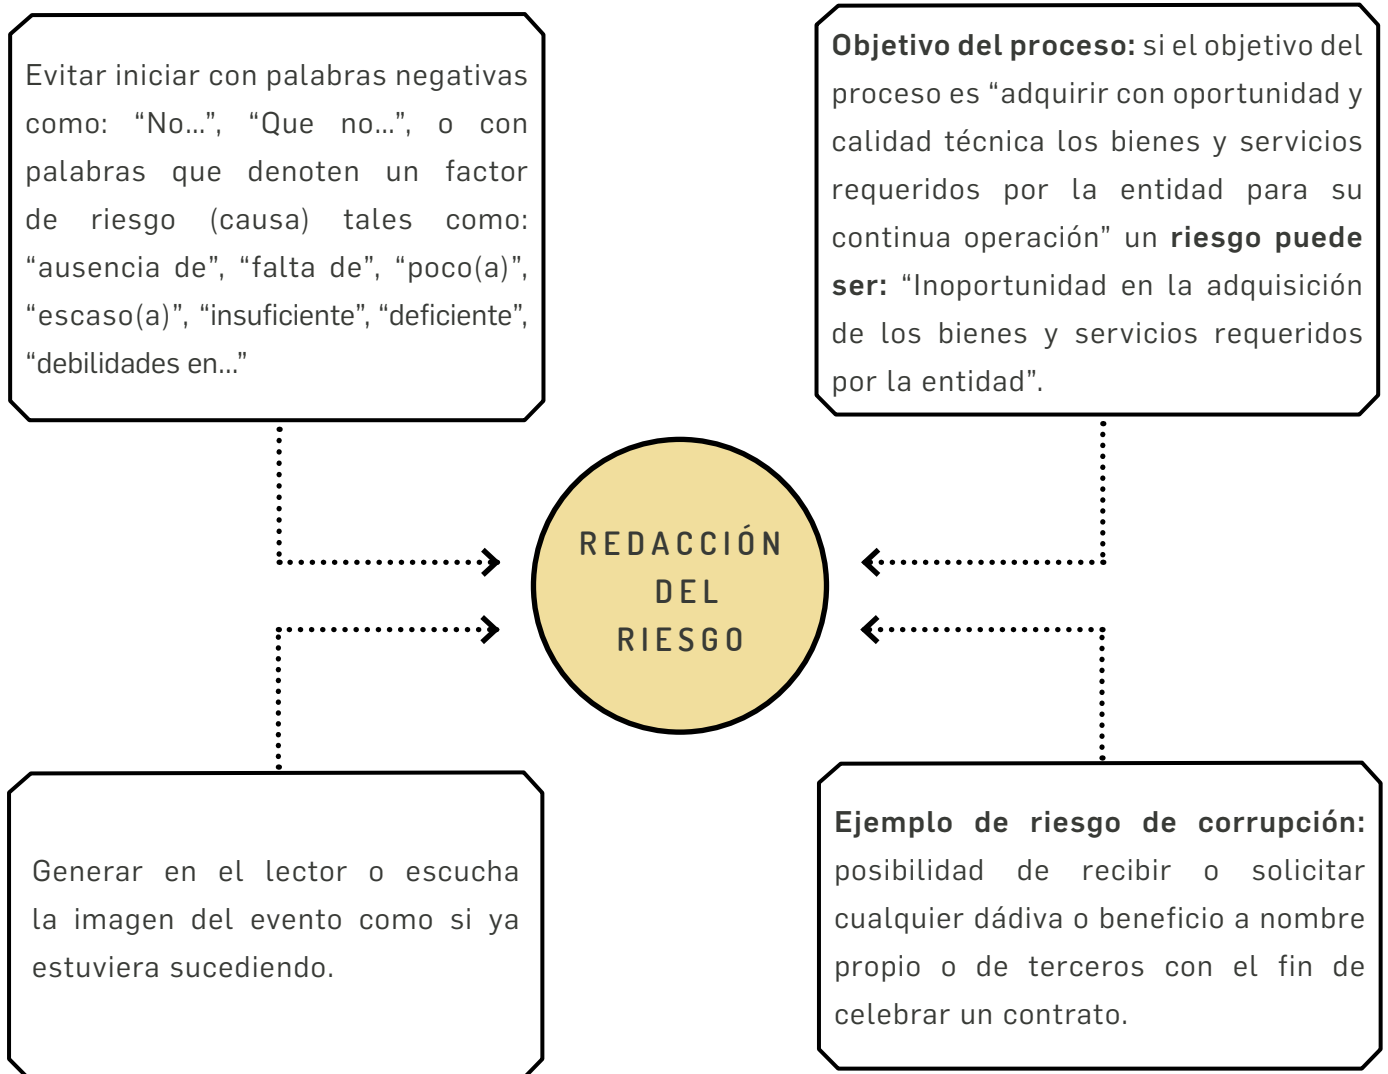 Evitar iniciar con palabras negativas
como: “No...”, “Que no...”, o con
palabras que denoten un factor
de riesgo (causa) tales como:
“ausencia de”, “falta de”, “poco(a)”,
“escaso(a)”, “insuficiente”, “deficiente”,
“debilidades en...”
Objetivo del proceso: si el objetivo del
proceso es “adquirir con oportunidad y
calidad técnica los bienes y servicios
requeridos por la entidad para su
continua operación” un riesgo puede
ser: “Inoportunidad en la adquisición
de los bienes y servicios requeridos
por la entidad”.
REDACCIÓN
DEL
RIESGO
Generar en el lector o escucha
la imagen del evento como si ya
estuviera sucediendo.
Ejemplo de riesgo de corrupción:
posibilidad de recibir o solicitar
cualquier dádiva o beneficio a nombre
propio o de terceros con el fin de
celebrar un contrato.